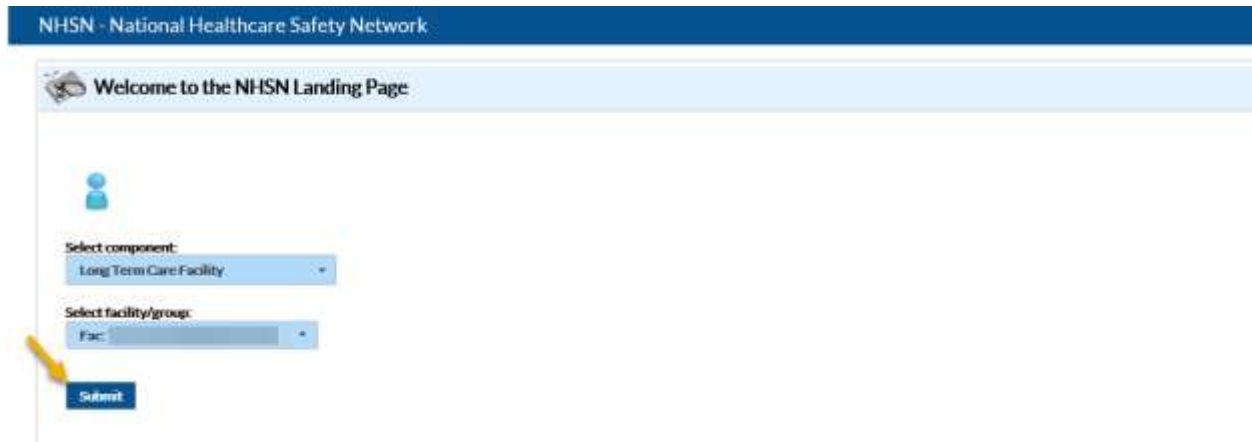 NHSN - National Healthcare Safety Network
Welcome to the NHSN Landing Page
Select component:
Long Term Care Facility
Select facility/group:
Fac:
Submit